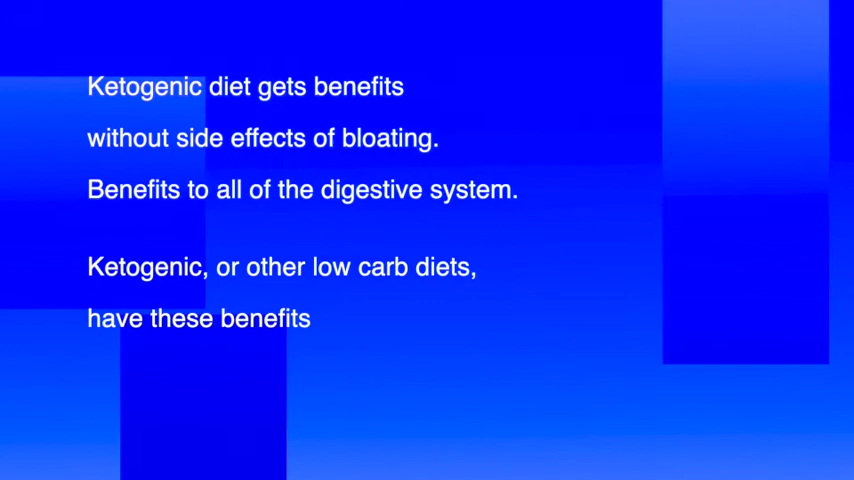 Ketogenic diet gets benefits
without side effects of bloating.
Benefits to all of the digestive system.
Ketogenic, or other low carb diets,
have these benefits